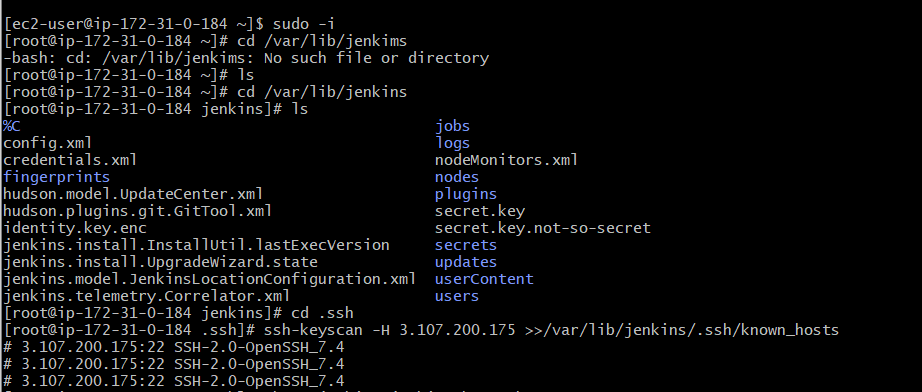 [ec2-user@ip-172-31-0-184 ~]$ sudo -i
[root@ip-172-31-0-184 ~]# cd /var/lib/jenkims
-bash: cd: /var/lib/jenkims: No such file or directory
[root@ip-172-31-0-184 ~]# ls
[root@ip-172-31-0-184 ~]# cd /var/lib/jenkins
[root@ip-172-31-0-184 jenkins]# ls
%C jobs
config.xml logs
credentials.xml nodeMonitors.xml
fingerprints nodes
hudson.model.UpdateCenter.xml plugins
hudson.plugins.git.GitTool.xml secret.key
identity.key.enc secret.key.not-so-secret
jenkins.install.InstallUtil.lastExecVersion secrets
jenkins.install.UpgradeWizard.state updates
jenkins.model.JenkinsLocationConfiguration.xml userContent
jenkins.telemetry.Correlator.xml users
[root@ip-172-31-0-184 jenkins]# cd .ssh
[root@ip-172-31-0-184 .ssh]# ssh-keyscan -H 3.107.200.175 >>/var/lib/jenkins/.ssh/known_hosts
# 3.107.200.175:22 SSH-2.0-OpenSSH_7.4
# 3.107.200.175:22 SSH-2.0-OpenSSH_7.4
# 3.107.200.175:22 SSH-2.0-OpenSSH_7.4